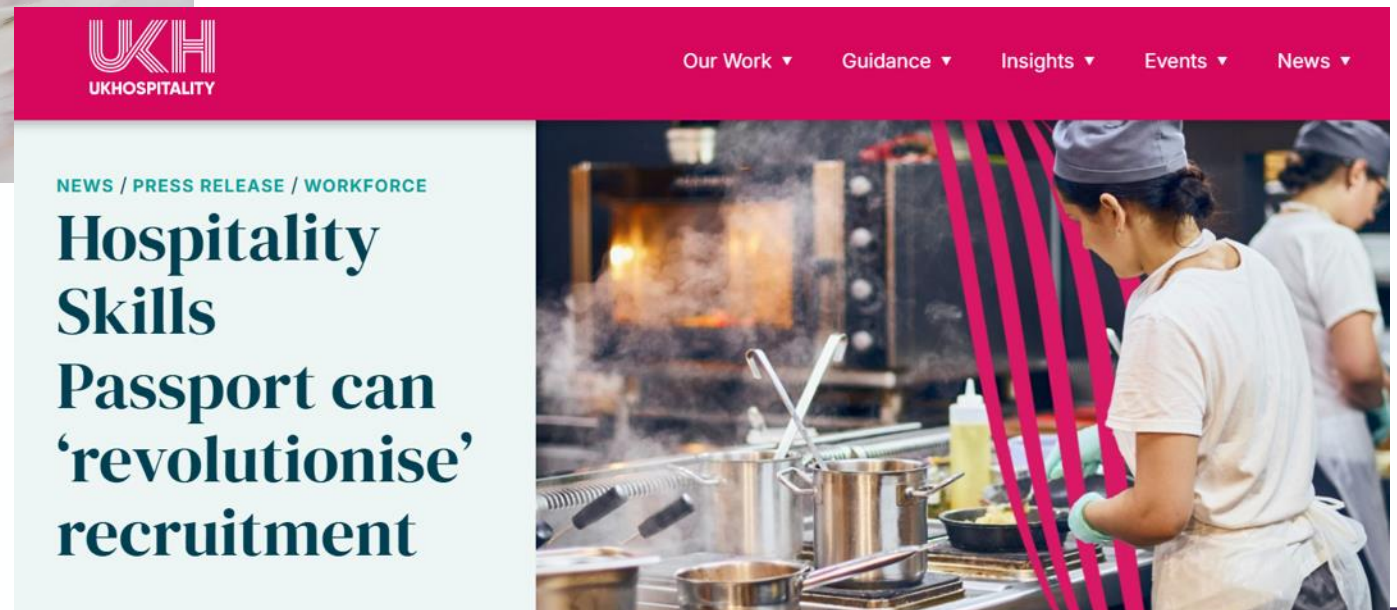 UKH
UKHOSPITALITY
Our Work ▼ Guidance ▼ Insights ▼ Events ▼ News ▼
NEWS / PRESS RELEASE / WORKFORCE
Hospitality
Skills
Passport can
‘revolutionise’
recruitment